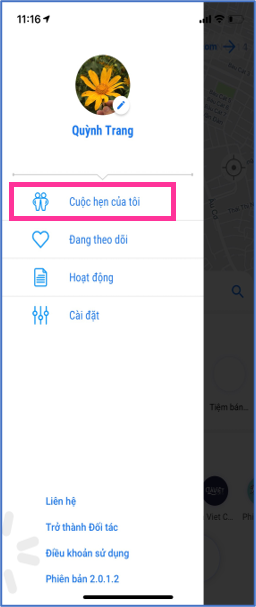 11:16
om
Quỳnh Trang
Cuộc hẹn của tôi
Đang theo dõi
Hoạt động
Cài đặt
Tiệm bán...
Viet C...
Liên hệ
Trở thành Đối tác
Điều khoản sử dụng
Phiên bản 2.0.1.2